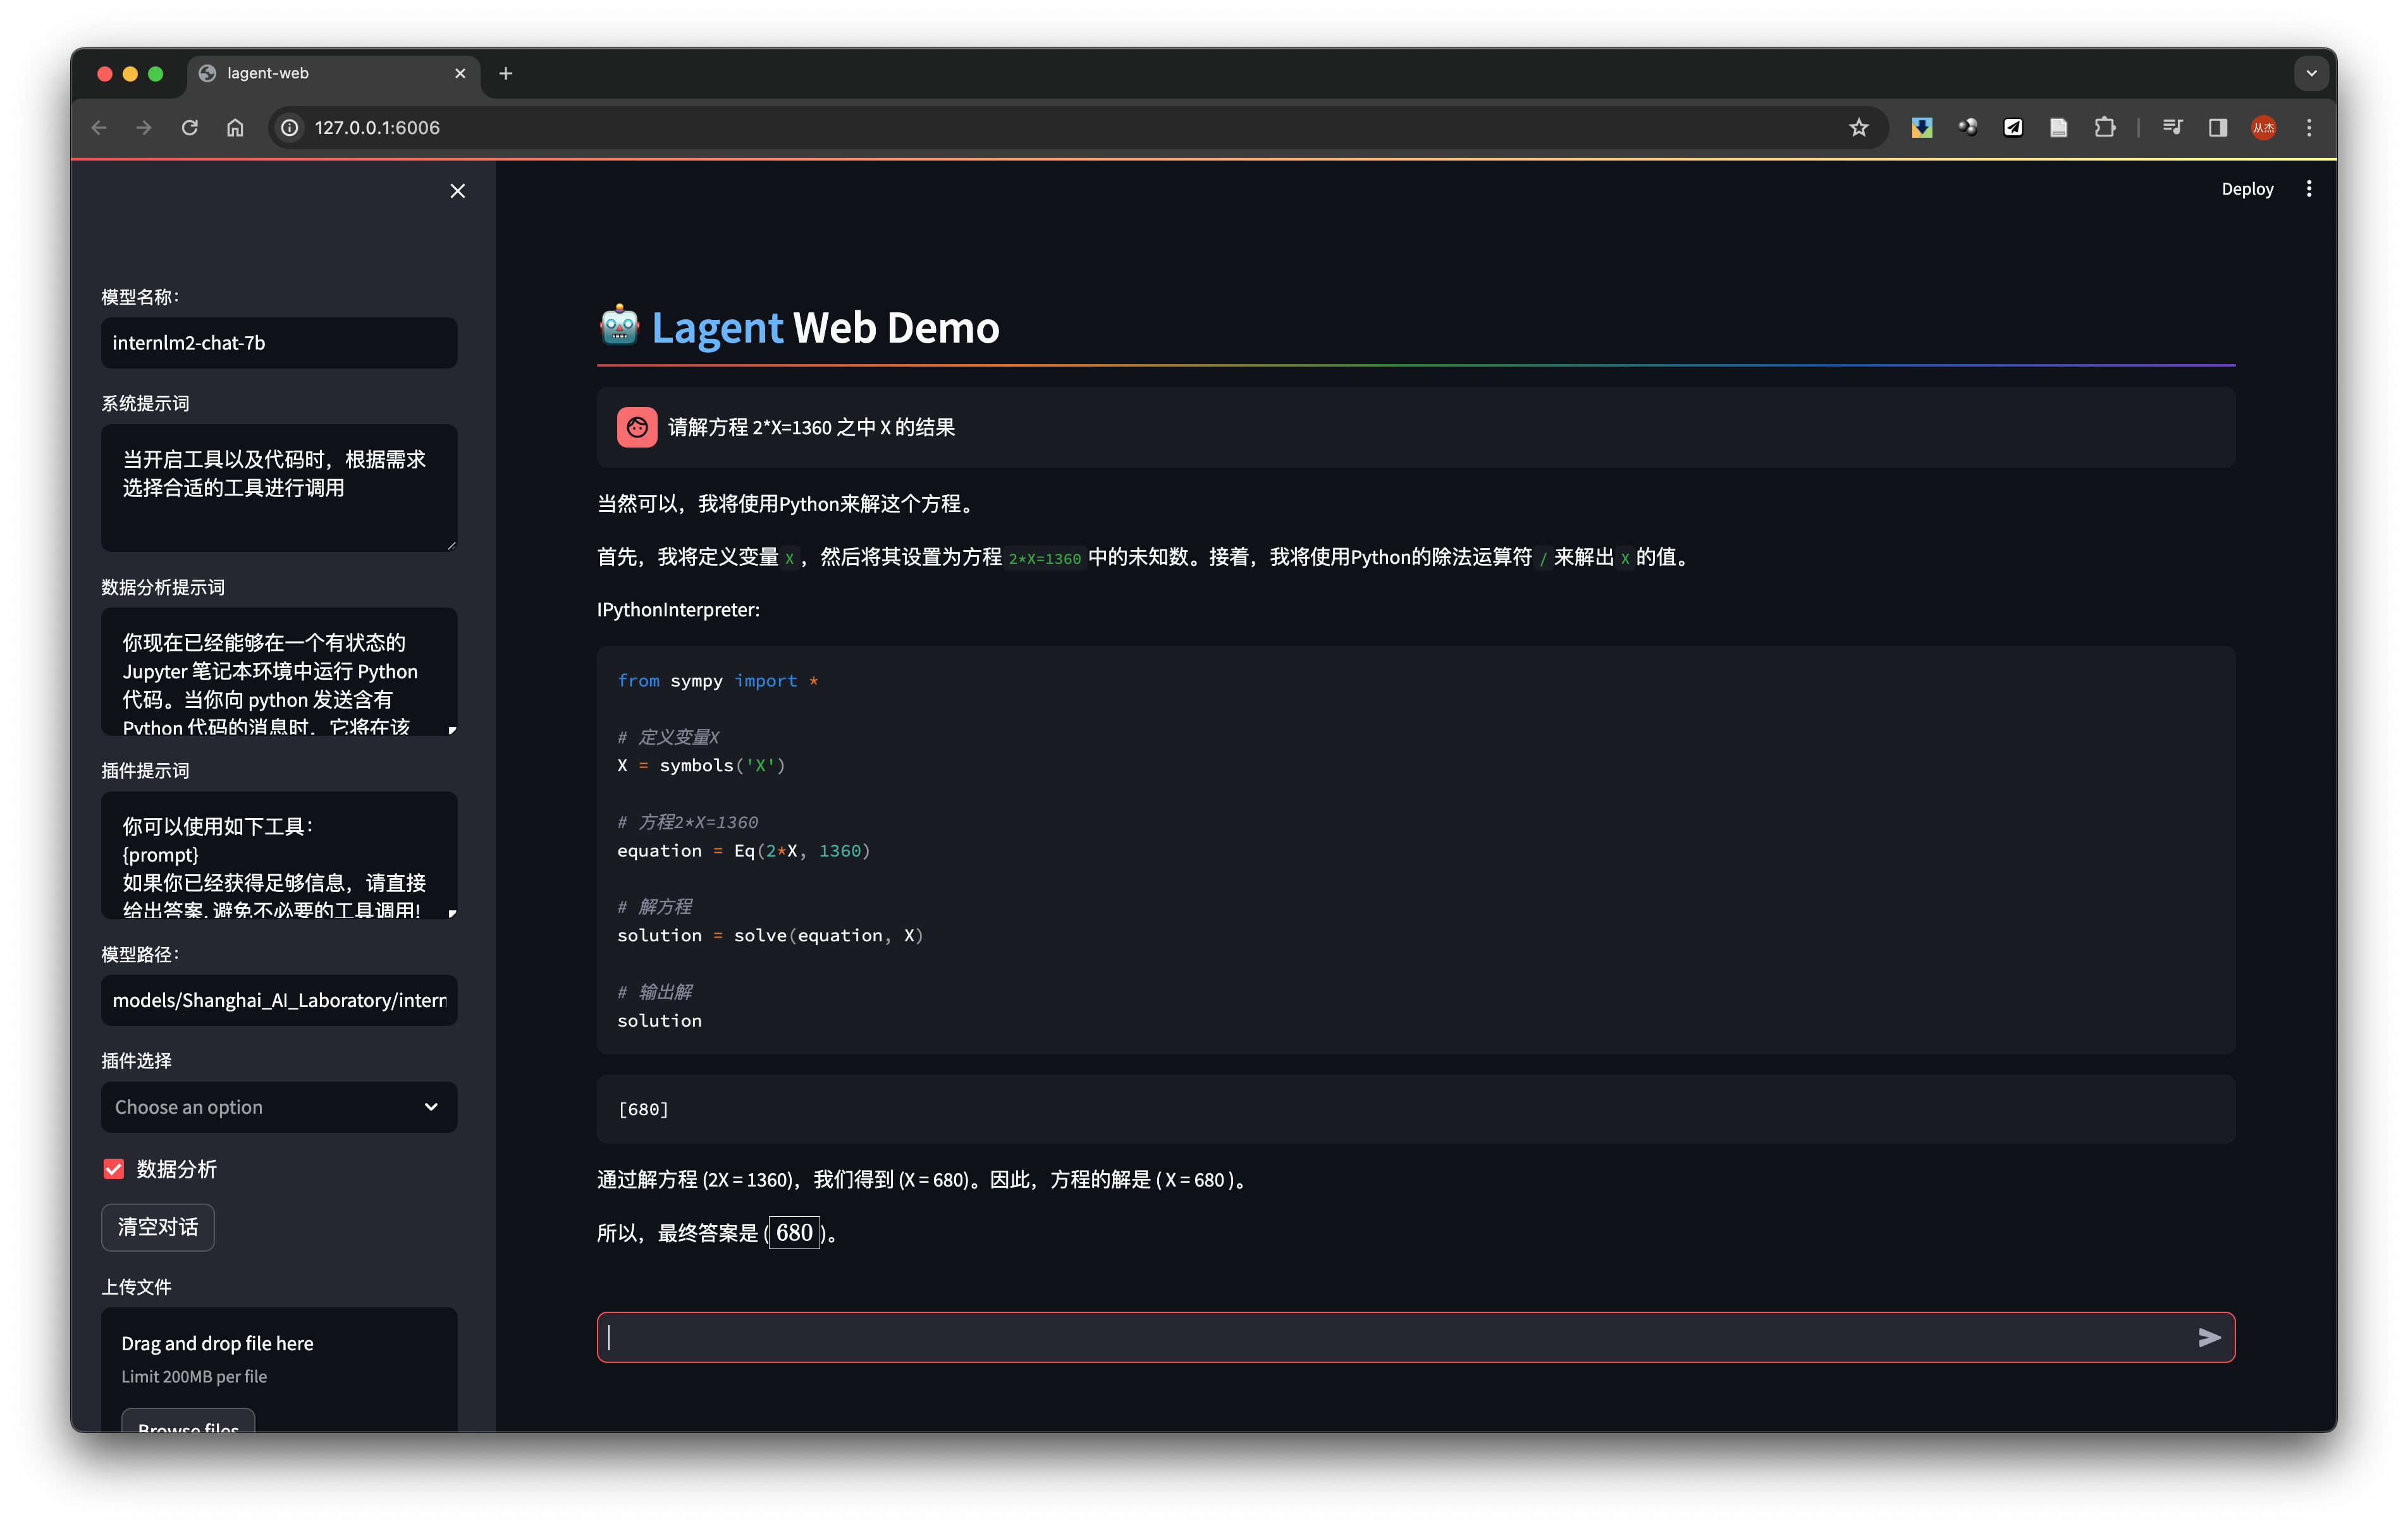 lagent-web
127.0.0.1:6006
从杰
Deploy
模型名称：
internlm2-chat-7b
系统提示词
当开启工具以及代码时，根据需求
选择合适的工具进行调用
数据分析提示词
你现在已经能够在一个有状态的
Jupyter 笔记本环境中运行 Python
代码。当你向 python 发送含有
Python 代码的消息时，它将在该
插件提示词
你可以使用如下工具：
{prompt}
如果你已经获得足够信息，请直接
给出答案. 避免不必要的工具调用!
模型路径：
models/Shanghai_AI_Laboratory/intern
插件选择
Choose an option
数据分析
清空对话
上传文件
Drag and drop file here
Limit 200MB per file
Browse files
Lagent Web Demo
请解方程 2*X=1360 之中 X 的结果
当然可以，我将使用Python来解这个方程。
首先，我将定义变量 X，然后将其设置为方程 2*X=1360 中的未知数。接着，我将使用Python的除法运算符 / 来解出 X 的值。
IPythonInterpreter:
from sympy import *
# 定义变量X
X = symbols('X')
# 方程2*X=1360
equation = Eq(2*X, 1360)
# 解方程
solution = solve(equation, X)
# 输出解
solution
[680]
通过解方程 (2X = 1360)，我们得到 (X = 680)。因此，方程的解是 ( X = 680 )。
所以，最终答案是 (680)。